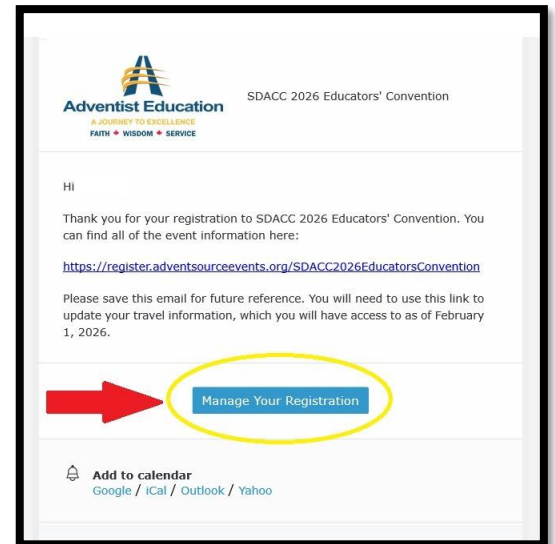 Adventist Education
A JOURNEY TO EXCELLENCE
FAITH WISDOM SERVICE
SDACC 2026 Educators' Convention
Hi
Thank you for your registration to SDACC 2026 Educators' Convention. You
can find all of the event information here:
https://register.adventsourceevents.org/SDACC2026EducatorsConvention
Please save this email for future reference. You will need to use this link to
update your travel information, which you will have access to as of February
1, 2026.
Manage Your Registration
Add to calendar
Google / iCal / Outlook / Yahoo